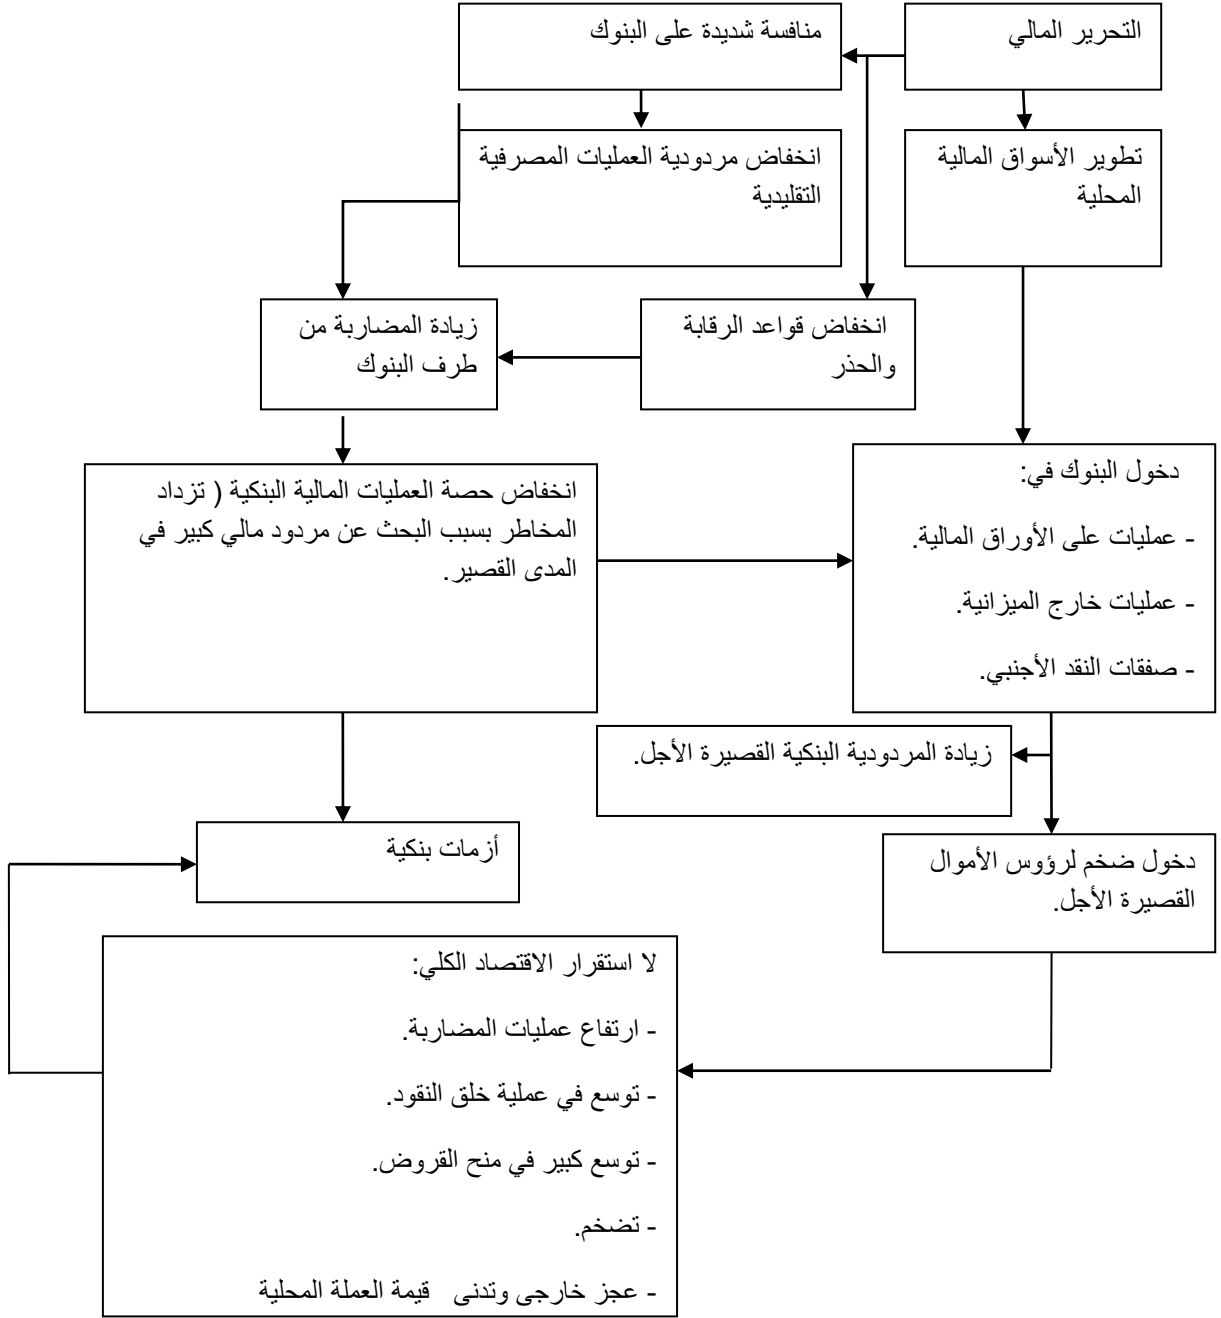 التحرير المالي
منافسة شديدة على البنوك
تطوير الأسواق المالية
المحلية
انخفاض مردودية العمليات المصرفية
التقليدية
انخفاض قواعد الرقابة
والحذر
زيادة المضاربة من
طرف البنوك
دخول البنوك في:
- عمليات على الأوراق المالية.
- عمليات خارج الميزانية.
- صفقات النقد الأجنبي.
انخفاض حصة العمليات المالية البنكية ( تزداد
المخاطر بسبب البحث عن مردود مالي كبير في
المدى القصير.
زيادة المردودية البنكية القصيرة الأجل.
أزمات بنكية
دخول ضخم لرؤوس الأموال
القصيرة الأجل.
لا استقرار الاقتصاد الكلي:
- ارتفاع عمليات المضاربة.
- توسع في عملية خلق النقود.
- توسع كبير في منح القروض.
- تضخم.
- عجز خارجى وتدنى قيمة العملة المحلية